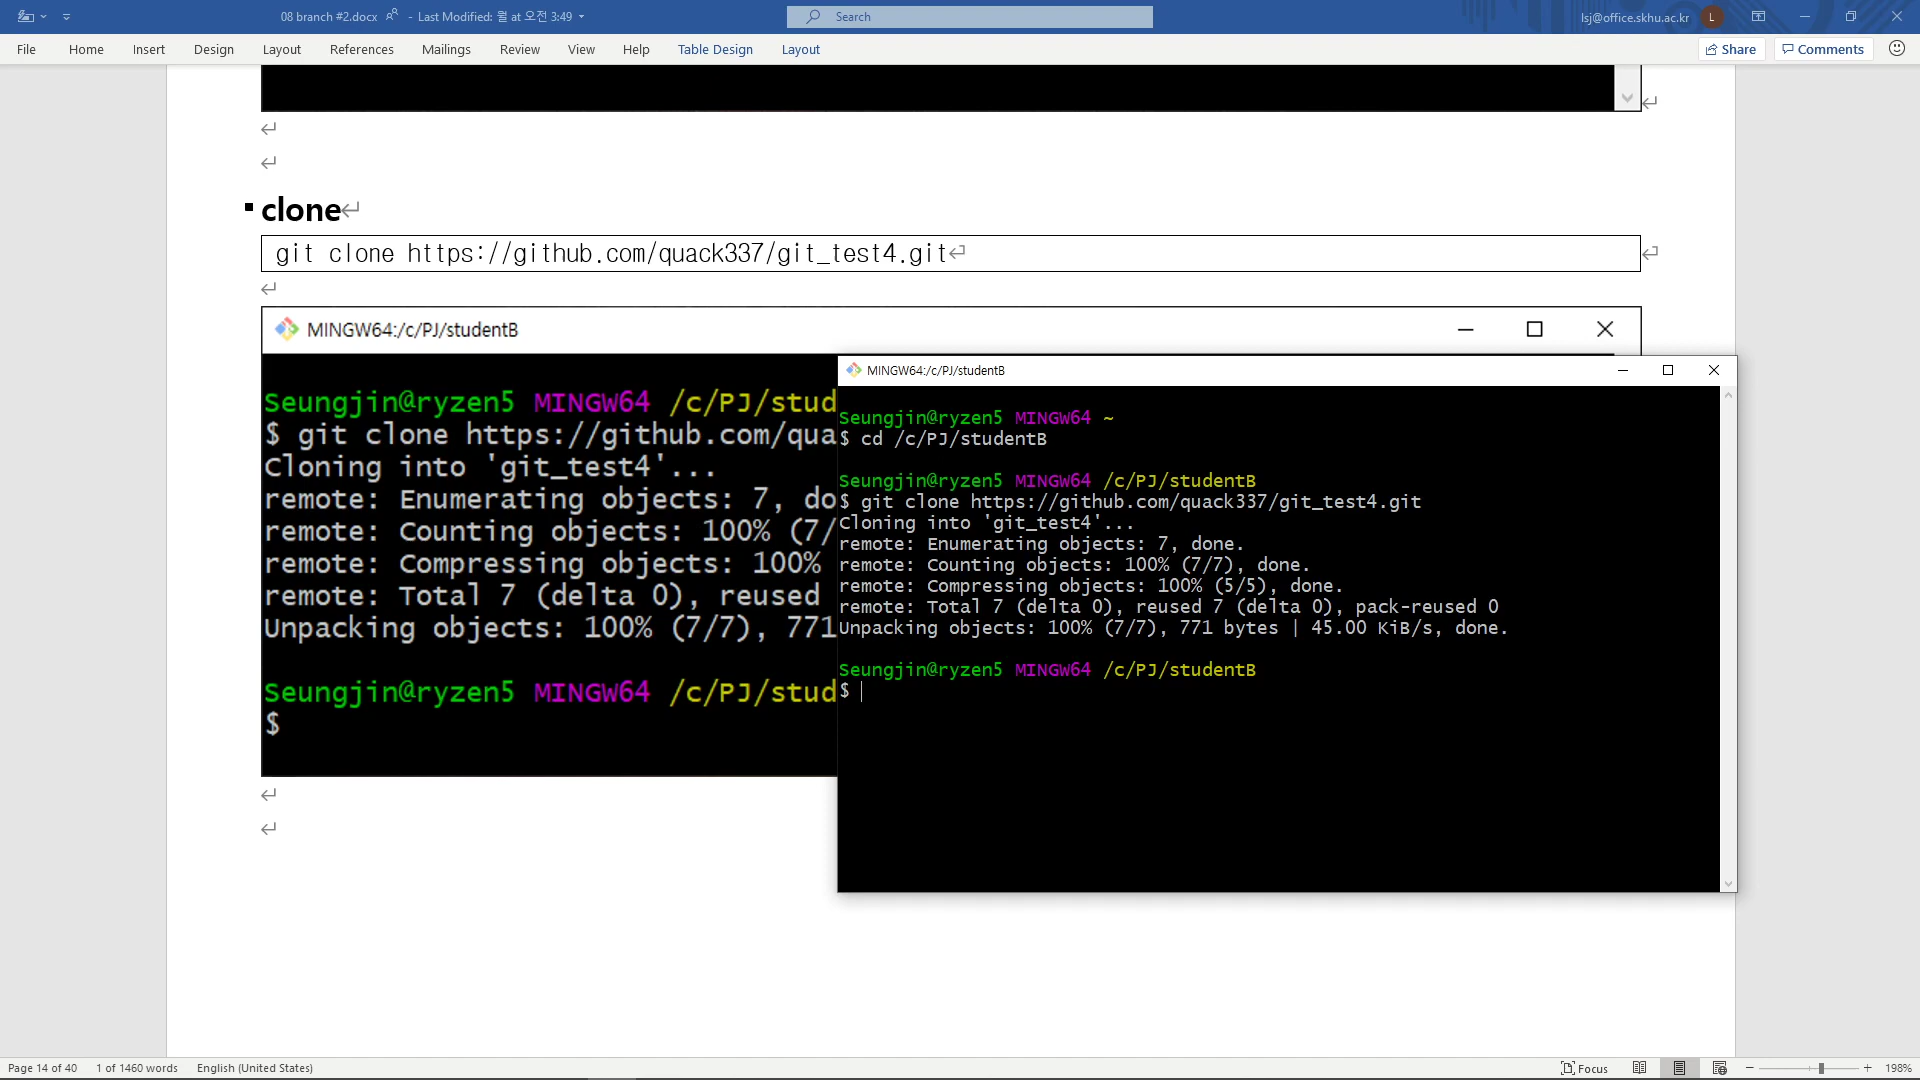 08 branch #2.docx - Last Modified: 월 at 오전 3:49
Search
lsj@office.skhu.ac.kr L
File Home Insert Design Layout References Mailings Review View Help Table Design Layout
Share Comments
clone
git clone https://github.com/quack337/git_test4.git
MINGW64:/c/PJ/studentB
Seungjin@ryzen5 MINGW64 /c/PJ/stud
$ git clone https://github.com/qua
Cloning into 'git_test4'...
remote: Enumerating objects: 7, do
remote: Counting objects: 100% (7/
remote: Compressing objects: 100%
remote: Total 7 (delta 0), reused
Unpacking objects: 100% (7/7), 771
Seungjin@ryzen5 MINGW64 /c/PJ/stud
$
MINGW64:/c/PJ/studentB
Seungjin@ryzen5 MINGW64 ~
$ cd /c/PJ/studentB
Seungjin@ryzen5 MINGW64 /c/PJ/studentB
$ git clone https://github.com/quack337/git_test4.git
Cloning into 'git_test4'...
remote: Enumerating objects: 7, done.
remote: Counting objects: 100% (7/7), done.
remote: Compressing objects: 100% (5/5), done.
remote: Total 7 (delta 0), reused 7 (delta 0), pack-reused 0
Unpacking objects: 100% (7/7), 771 bytes | 45.00 KiB/s, done.
Seungjin@ryzen5 MINGW64 /c/PJ/studentB
$
Page 14 of 40 1 of 1460 words English (United States)
Focus 198%